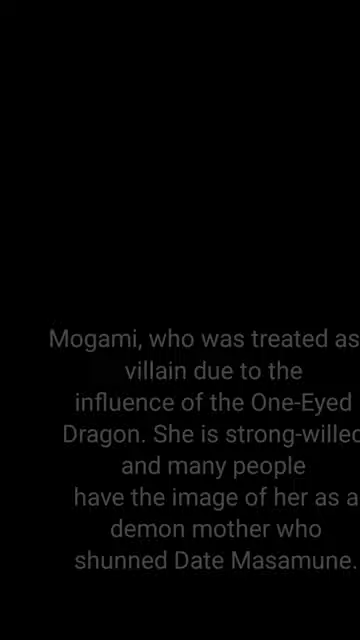 Mogami, who was treated as
villain due to the
influence of the One-Eyed
Dragon. She is strong-willed
and many people
have the image of her as a
demon mother who
shunned Date Masamune.